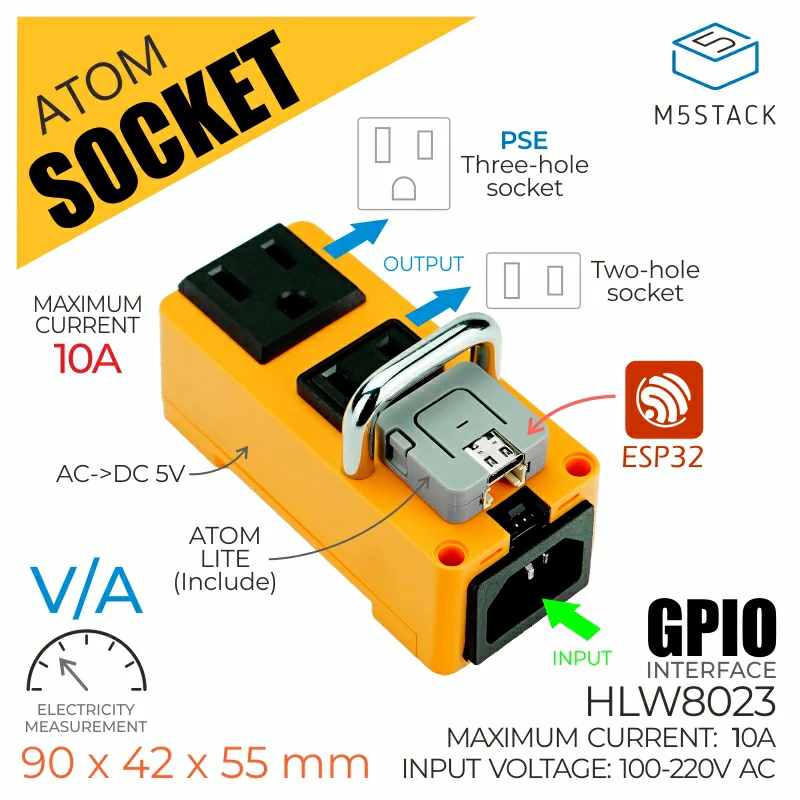 ATOM
SOCKET
5
M5STACK
PSE
Three-hole
socket
OUTPUT
Two-hole
socket
MAXIMUM
CURRENT
10A
ESP32
AC->DC 5V
ATOM
LITE
(Include)
V/A
ELECTRICITY
MEASUREMENT
INPUT
GPIO
INTERFACE
HLW8023
MAXIMUM CURRENT: 10A
90 x 42 x 55 mm
INPUT VOLTAGE: 100-220V AC